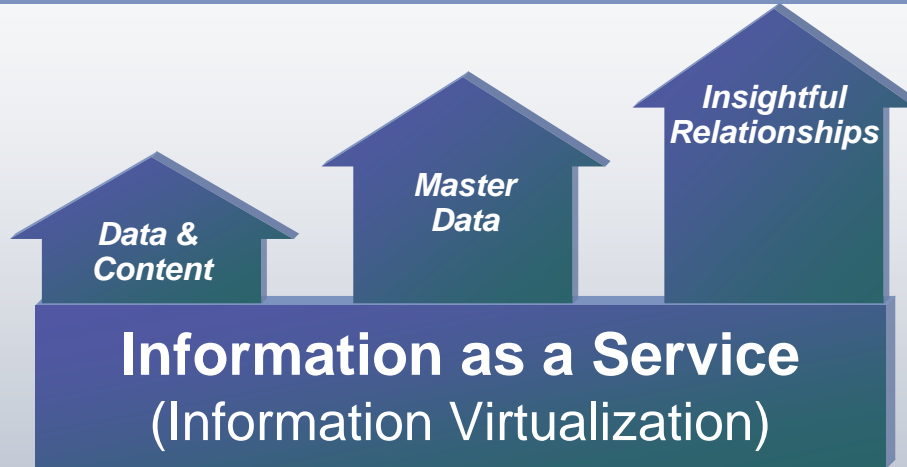 Data &
Content
Master
Data
Insightful
Relationships
Information as a Service
(Information Virtualization)